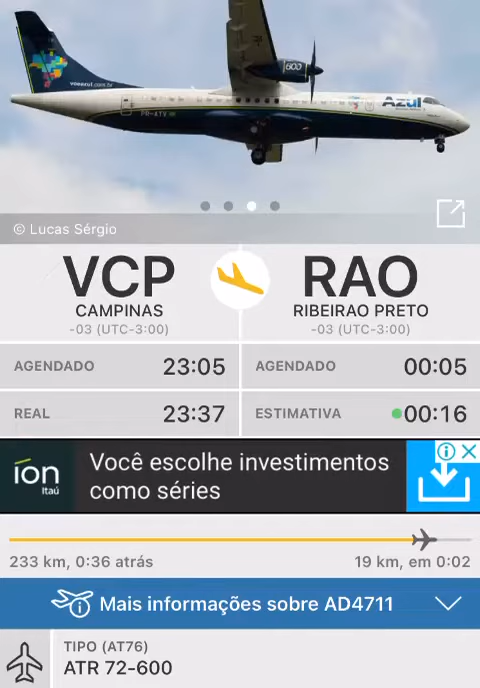 voeazul.com.br
600
Azul
PR-ATV
© Lucas Sérgio
VCP
CAMPINAS
-03 (UTC-3:00)
RAO
RIBEIRAO PRETO
-03 (UTC-3:00)
AGENDADO 23:05
AGENDADO 00:05
REAL 23:37
ESTIMATIVA 00:16
íon
Itaú
Você escolhe investimentos
como séries
233 km, 0:36 atrás
19 km, em 0:02
Mais informações sobre AD4711
TIPO (AT76)
ATR 72-600